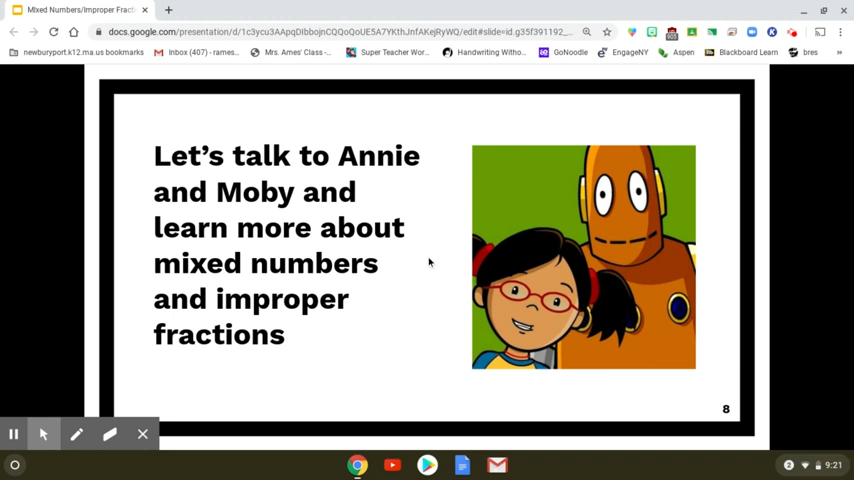 Mixed Numbers/Improper Fracti
docs.google.com/presentation/d/1c3ycu3AApqDIbbojnCQQoQoUE5A7YKthJnfAKejRyWQ/edit#slide=id.g35f391192_...
newburyport.k12.ma.us bookmarks
Inbox (407) - rames...
Mrs. Ames' Class -...
Super Teacher Wor...
Handwriting Witho...
GoNoodle
EngageNY
Aspen
Blackboard Learn
bres
Let's talk to Annie
and Moby and
learn more about
mixed numbers
and improper
fractions
8
2
9:21